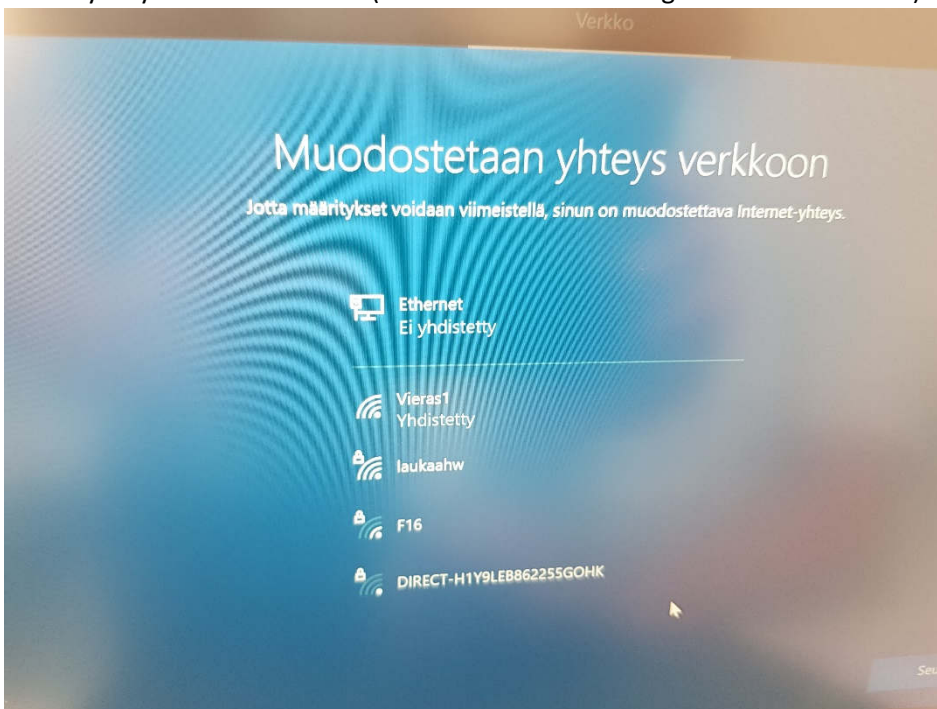 Verkko
Muodostetaan yhteys verkkoon
Jotta määritykset voidaan viimeistellä, sinun on muodostettava Internet-yhteys.
Ethernet
Ei yhdistetty
Vieras1
Yhdistetty
laukaahw
F16
DIRECT-H1Y9LEB862255GOHK